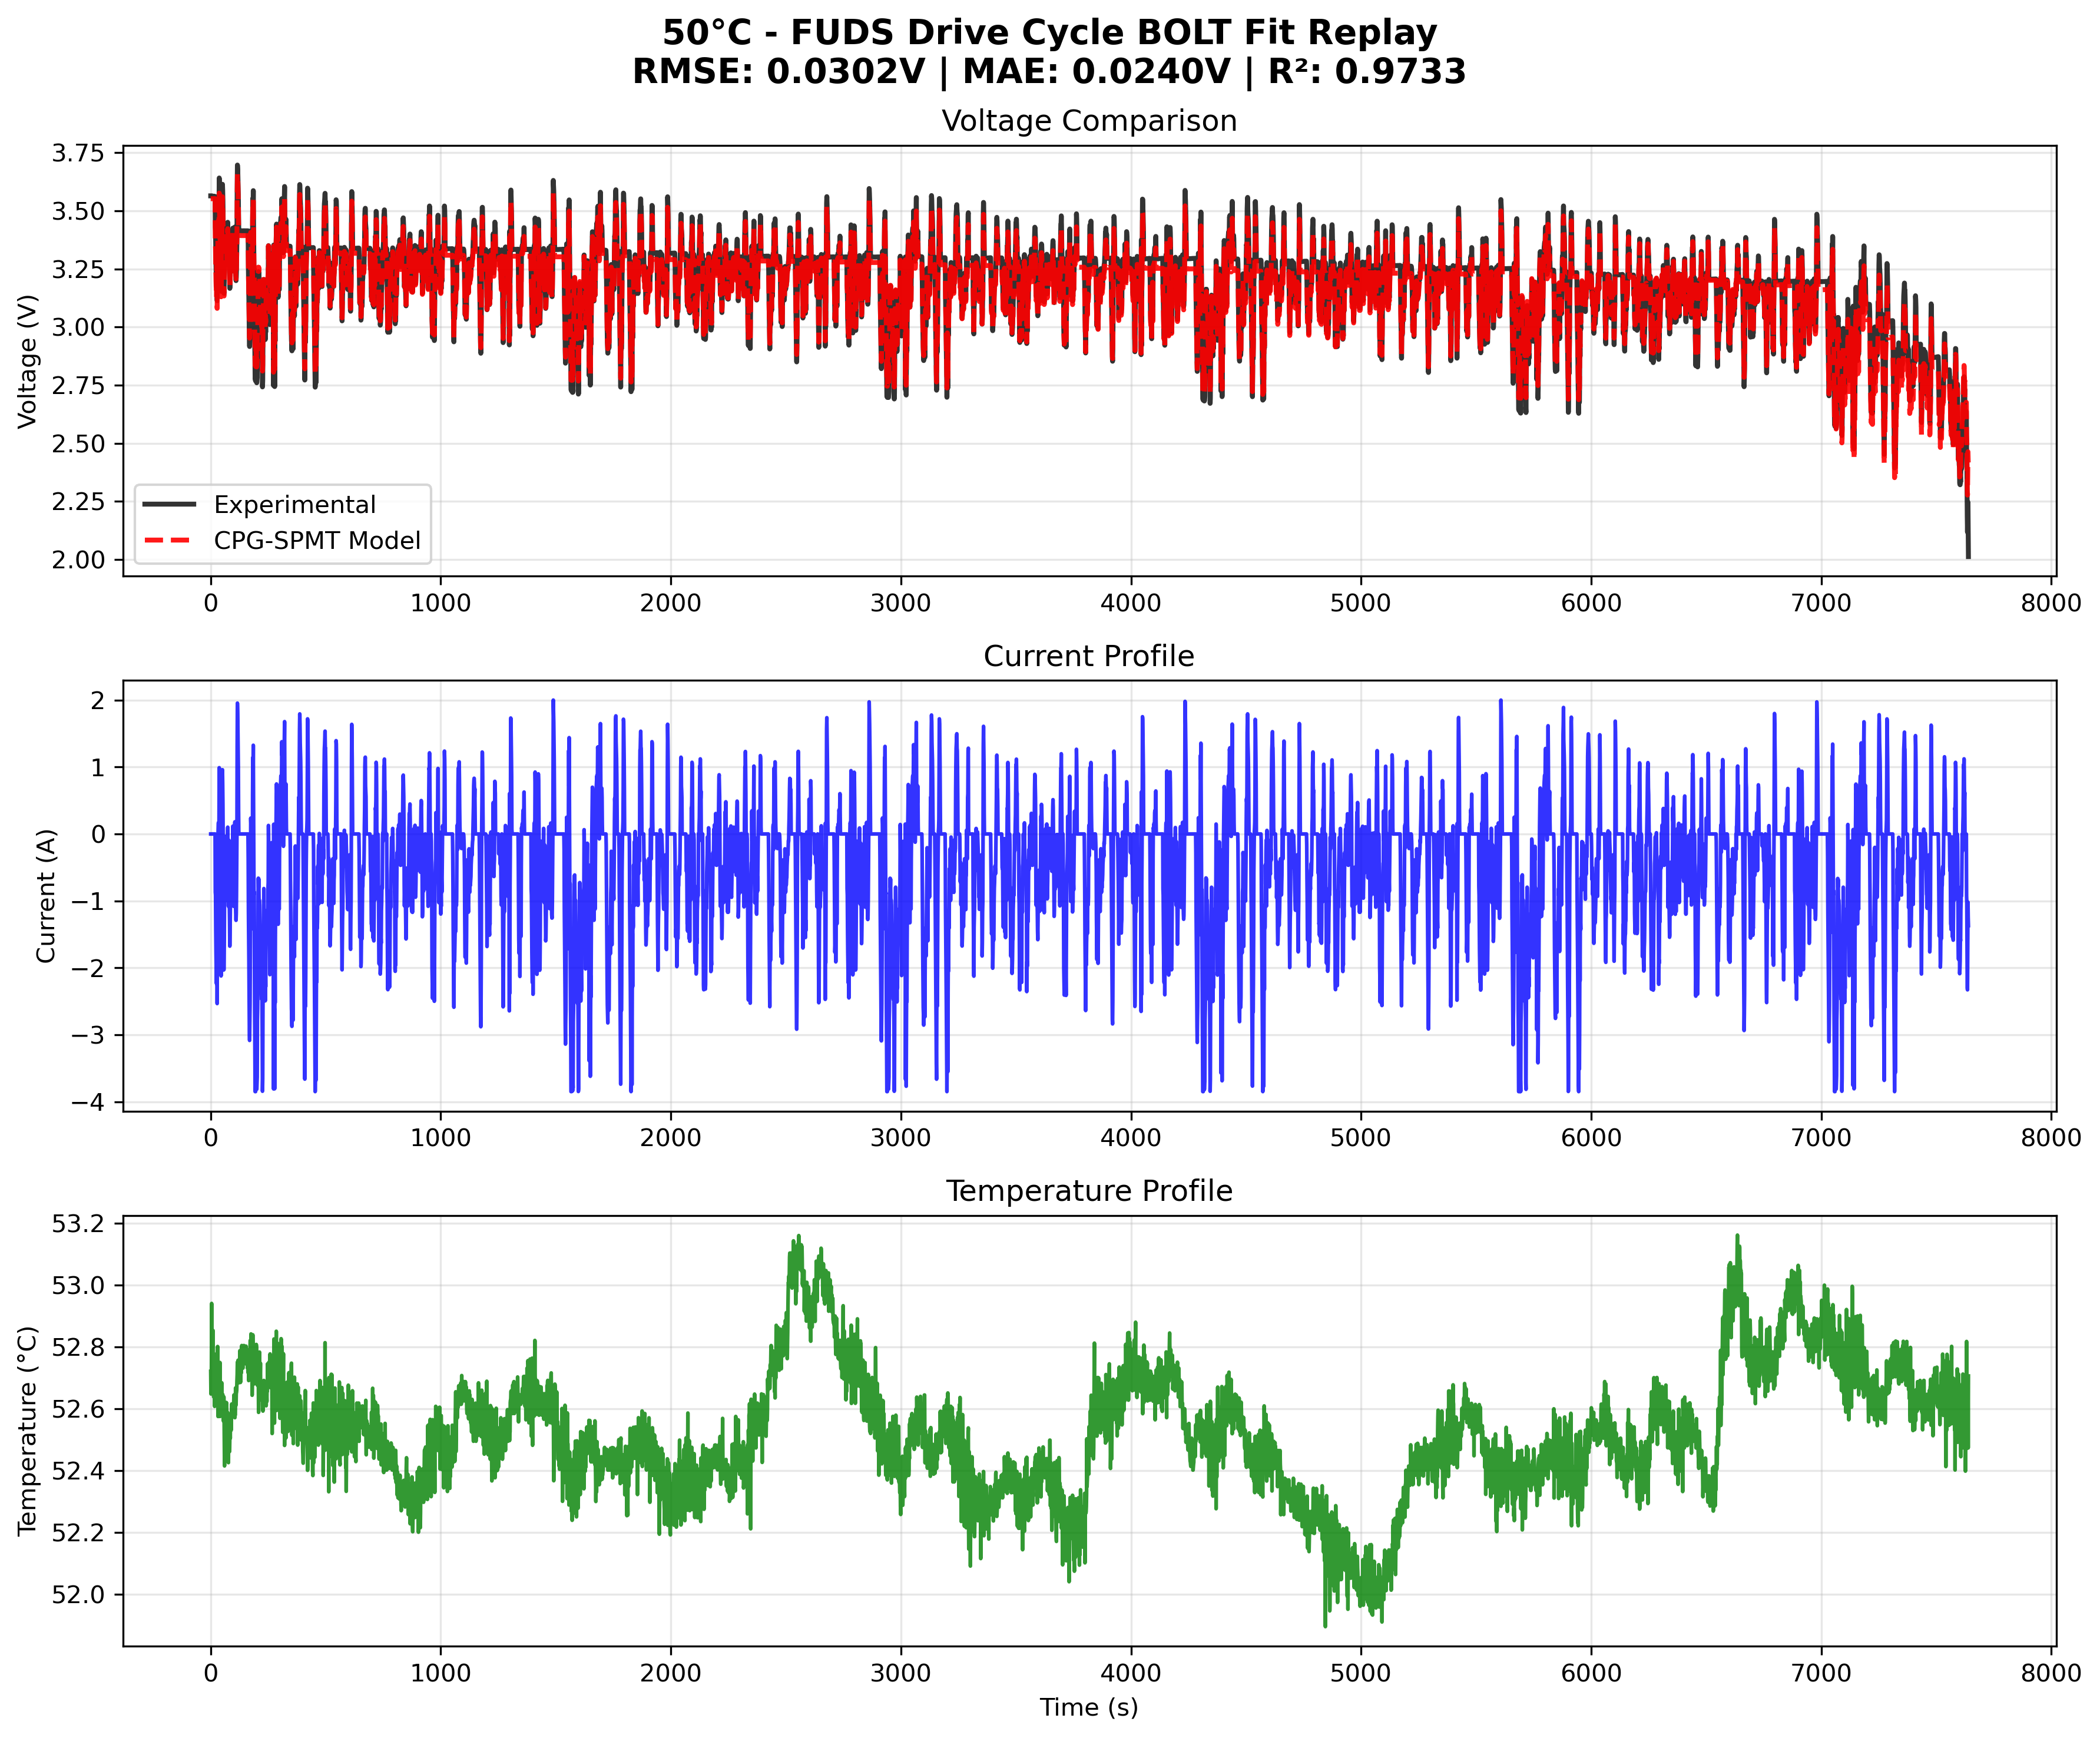 50°C - FUDS Drive Cycle BOLT Fit Replay
RMSE: 0.0302V | MAE: 0.0240V | R²: 0.9733
Voltage Comparison
Voltage (V)
3.75
3.50
3.25
3.00
2.75
2.50
2.25
2.00
Experimental
CPG-SPMT Model
0 1000 2000 3000 4000 5000 6000 7000 8000
Current Profile
Current (A)
2
1
0
−1
−2
−3
−4
0 1000 2000 3000 4000 5000 6000 7000 8000
Temperature Profile
Temperature (°C)
53.2
53.0
52.8
52.6
52.4
52.2
52.0
0 1000 2000 3000 4000 5000 6000 7000 8000
Time (s)